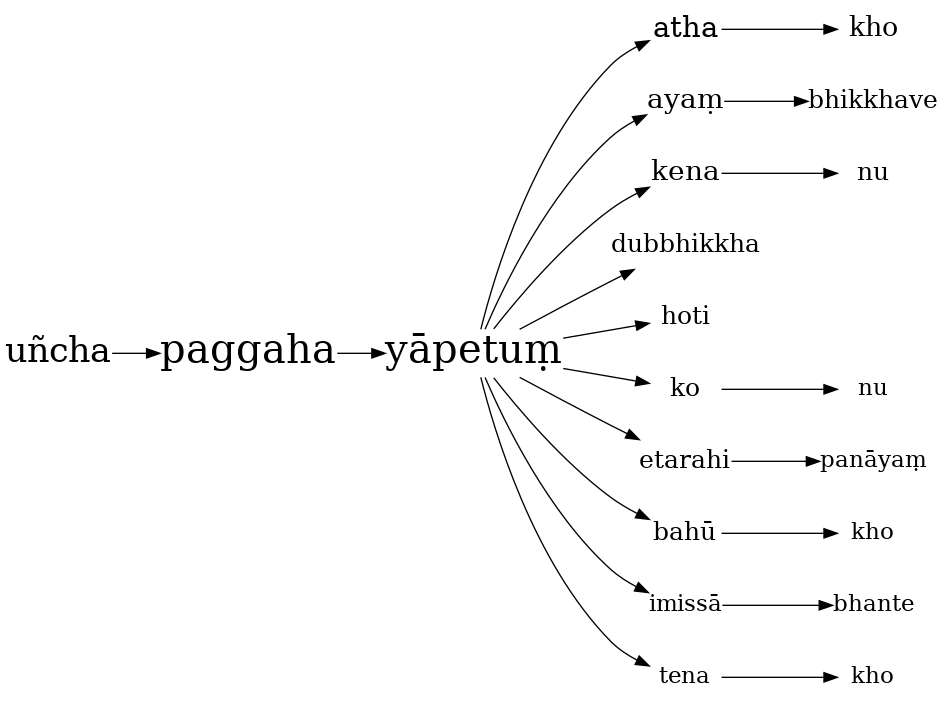 atha kho
ayaṃ bhikkhave
kena nu
dubbhikkha
hoti
uñcha paggaha yāpetuṃ
ko nu
etarahi panāyaṃ
bahū kho
imissā bhante
tena kho